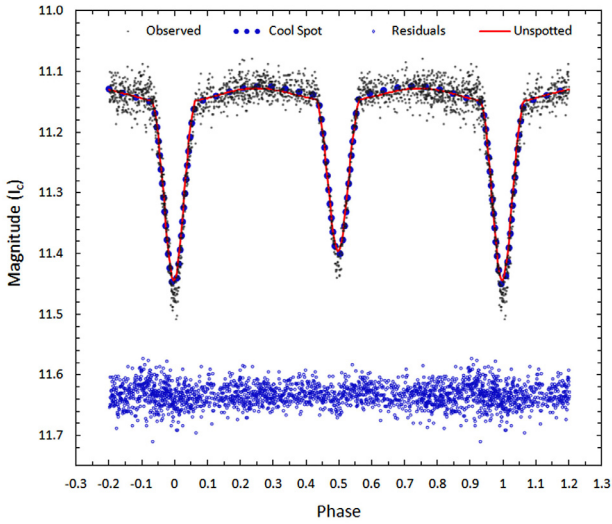 Observed Cool Spot Residuals Unspotted
11.0
11.1
11.2
11.3
11.4
11.5
11.6
11.7
Magnitude (Ic)
-0.3 -0.2 -0.1 0 0.1 0.2 0.3 0.4 0.5 0.6 0.7 0.8 0.9 1 1.1 1.2 1.3
Phase